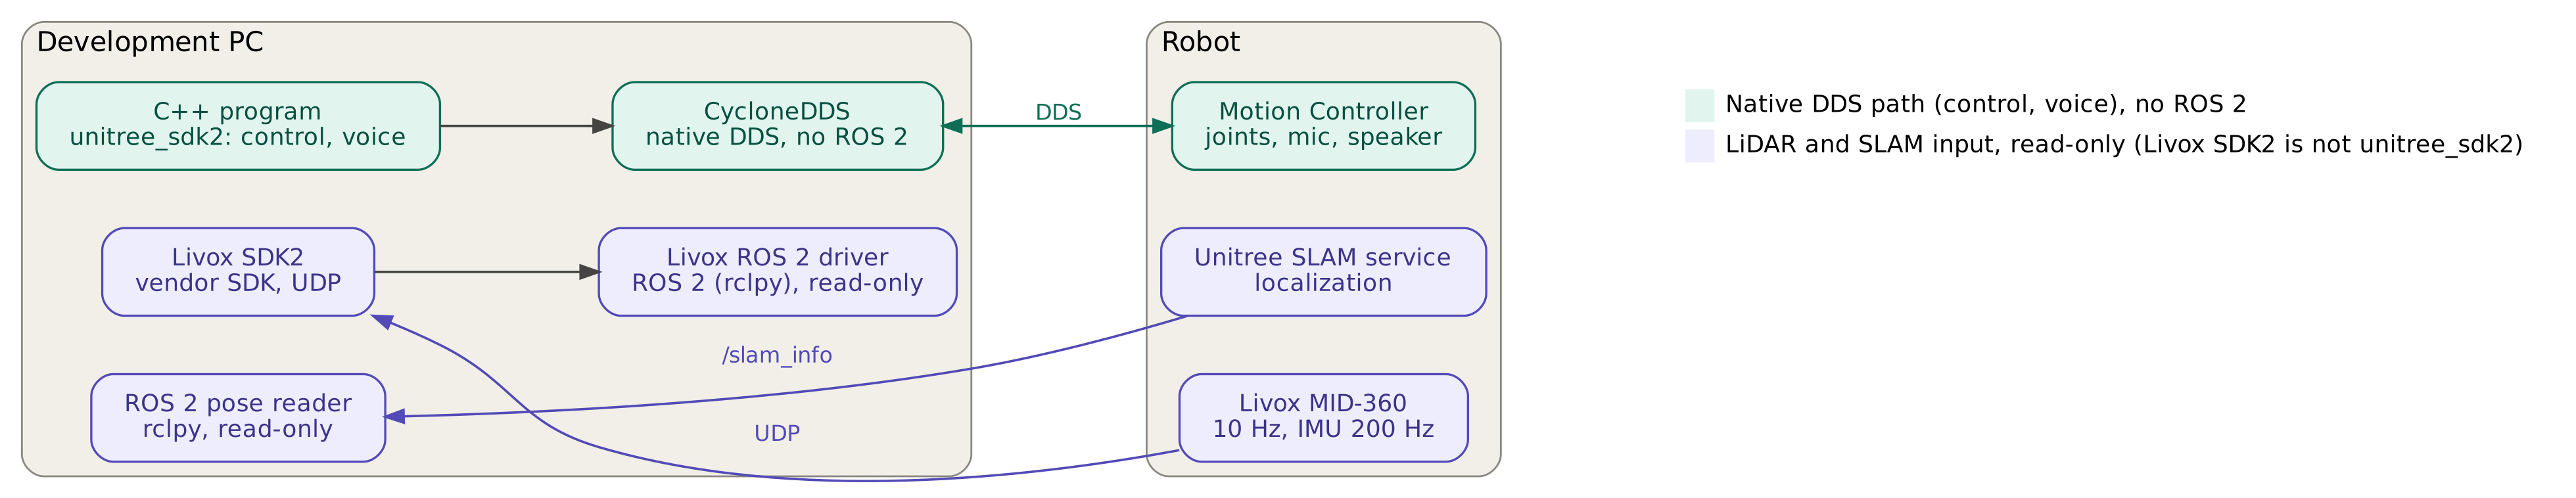 Development PC
C++ program
unitree_sdk2: control, voice
CycloneDDS
native DDS, no ROS 2
Livox SDK2
vendor SDK, UDP
Livox ROS 2 driver
ROS 2 (rclpy), read-only
ROS 2 pose reader
rclpy, read-only
DDS
/slam_info
UDP
Robot
Motion Controller
joints, mic, speaker
Unitree SLAM service
localization
Livox MID-360
10 Hz, IMU 200 Hz
Native DDS path (control, voice), no ROS 2
LiDAR and SLAM input, read-only (Livox SDK2 is not unitree_sdk2)